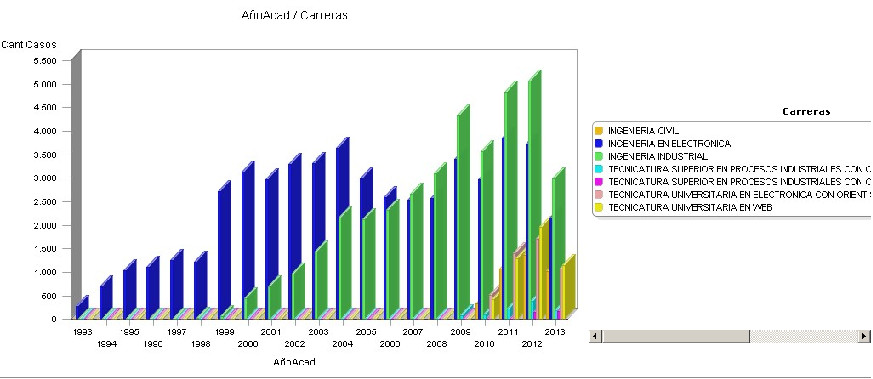 AñoAcad / Carreras
Cant Casos
5.500
5.000
4.500
4.000
3.500
3.000
2.500
2.000
1.500
1.000
500
0
1993 1995 1997 1999 2001 2003 2005 2007 2009 2011 2013
1994 1996 1998 2000 2002 2004 2006 2008 2010 2012
AñoAcad
Carreras
INGENIERIA CIVIL
INGENIERIA EN ELECTRONICA
INGENIERIA INDUSTRIAL
TECNICATURA SUPERIOR EN PROCESOS INDUSTRIALES CON O
TECNICATURA SUPERIOR EN PROCESOS INDUSTRIALES CON O
TECNICATURA UNIVERSITARIA EN ELECTRONICA CON ORIENT
TECNICATURA UNIVERSITARIA EN WEB